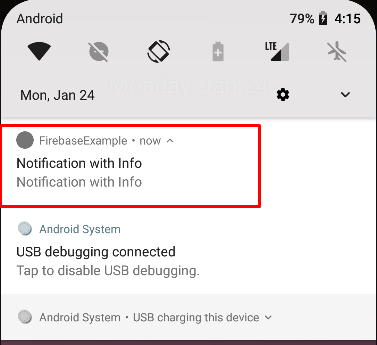 Android 79% 4:15
LTE
Mon, Jan 24
FirebaseExample • now
Notification with Info
Notification with Info
Android System
USB debugging connected
Tap to disable USB debugging.
Android System • USB charging this device